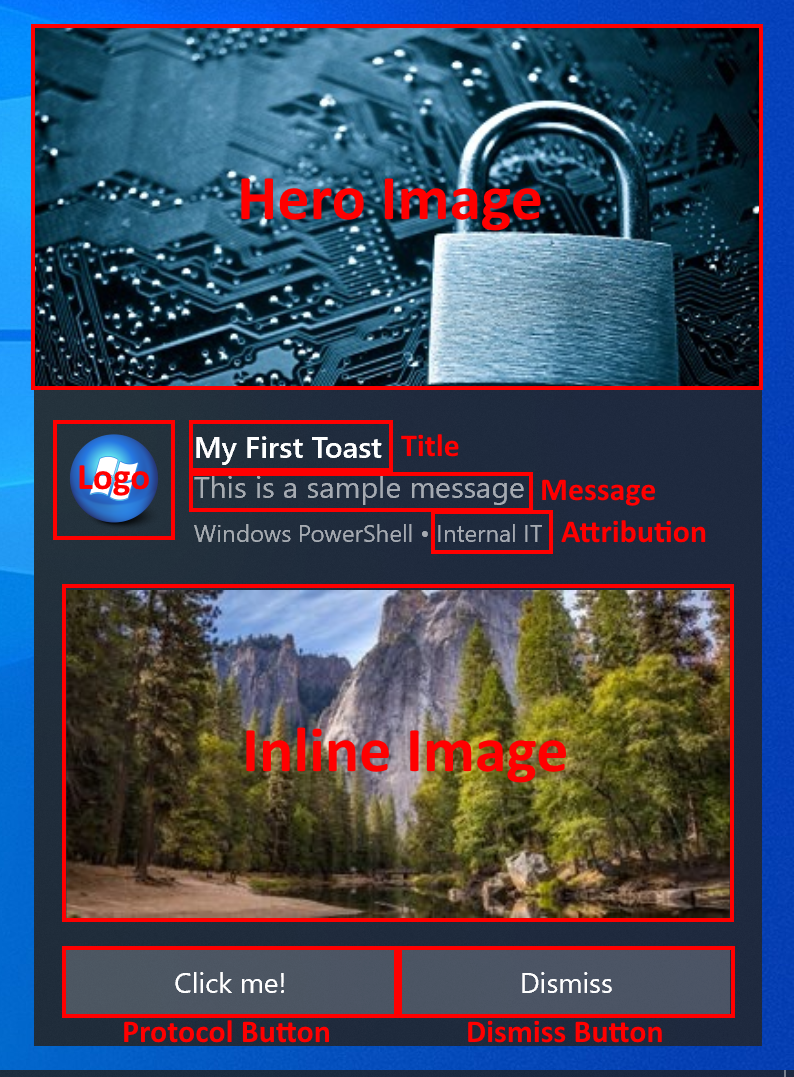 Hero Image
Logo
My First Toast Title
This is a sample message Message
Windows PowerShell • Internal IT Attribution
Inline Image
Click me! Dismiss
Protocol Button Dismiss Button